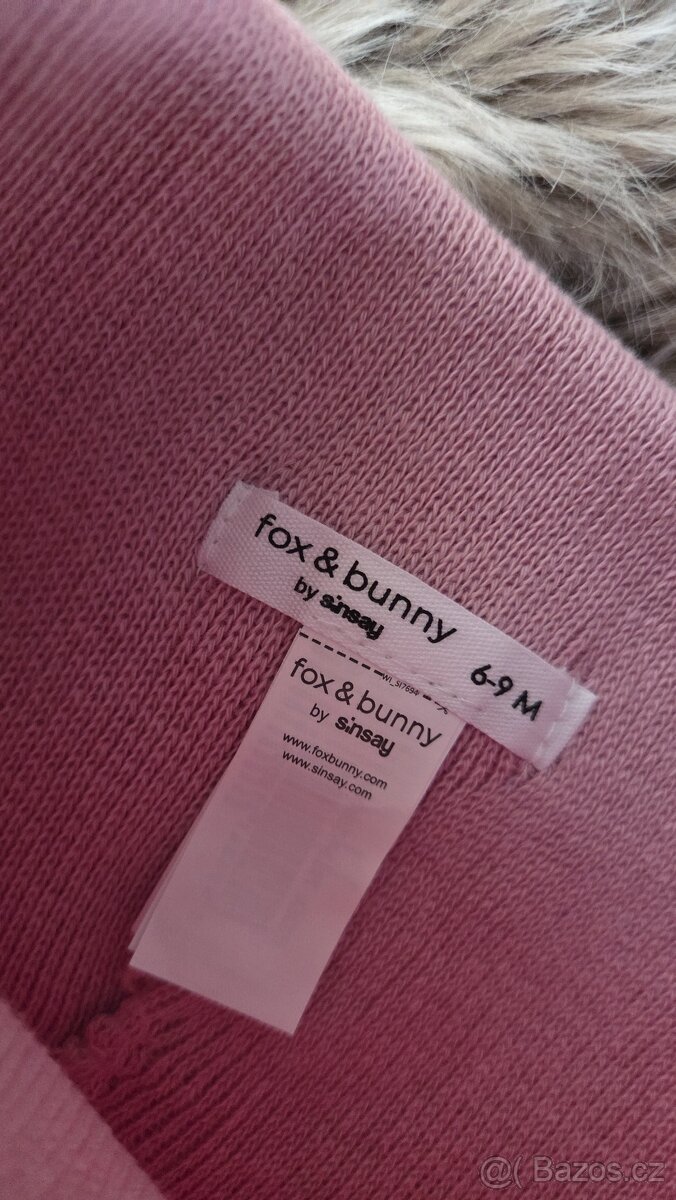 fox & bunny
by sinsay
6-9 M
fox & bunny
by sinsay
www.foxbunny.com
www.sinsay.com
@( Bazos.cz